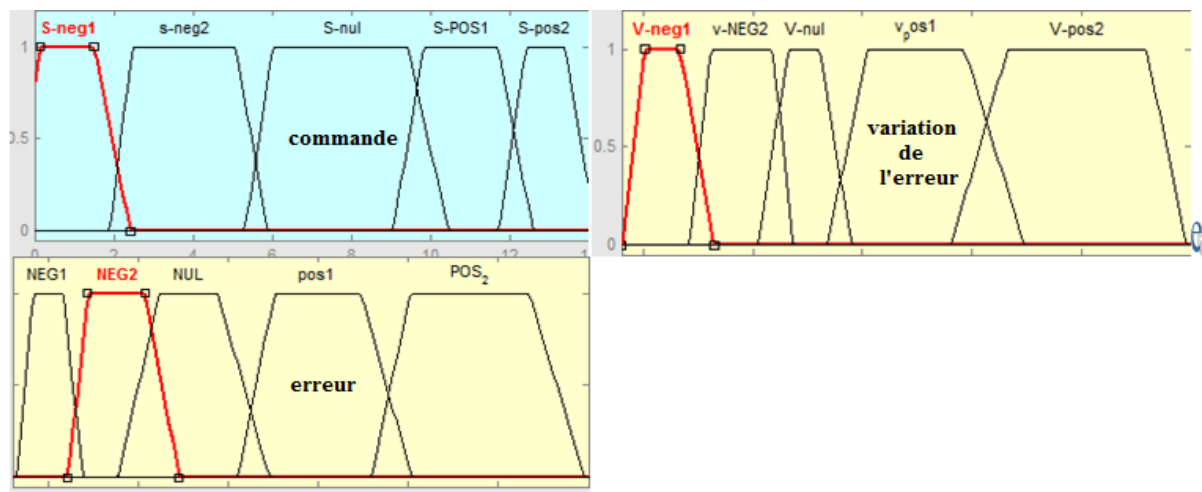 S-neg1 s-neg2 S-nul S-POS1 S-pos2
1
0.5
0
commande
0 2 4 6 8 10 12 14
V-neg1 v-NEG2 V-nul vpos1 V-pos2
1
0.5
0
variation
de
l'erreur
e
NEG1 NEG2 NUL pos1 POS2
erreur